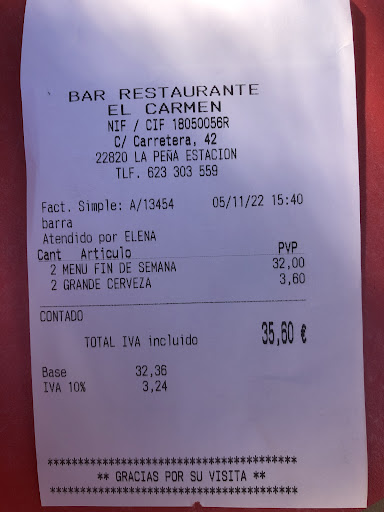 BAR RESTAURANTE
EL CARMEN
NIF / CIF 18050056R
C/ Carretera, 42
22820 LA PEÑA ESTACION
TLF. 623 303 559
Fact. Simple: A/13454 05/11/22 15:40
barra
Atendido por ELENA
Cant Articulo PVP
2 MENU FIN DE SEMANA 32,00
2 GRANDE CERVEZA 3,60
CONTADO
TOTAL IVA incluido 35,60 €
Base 32,36
IVA 10% 3,24
*****************************************
** GRACIAS POR SU VISITA **
*****************************************